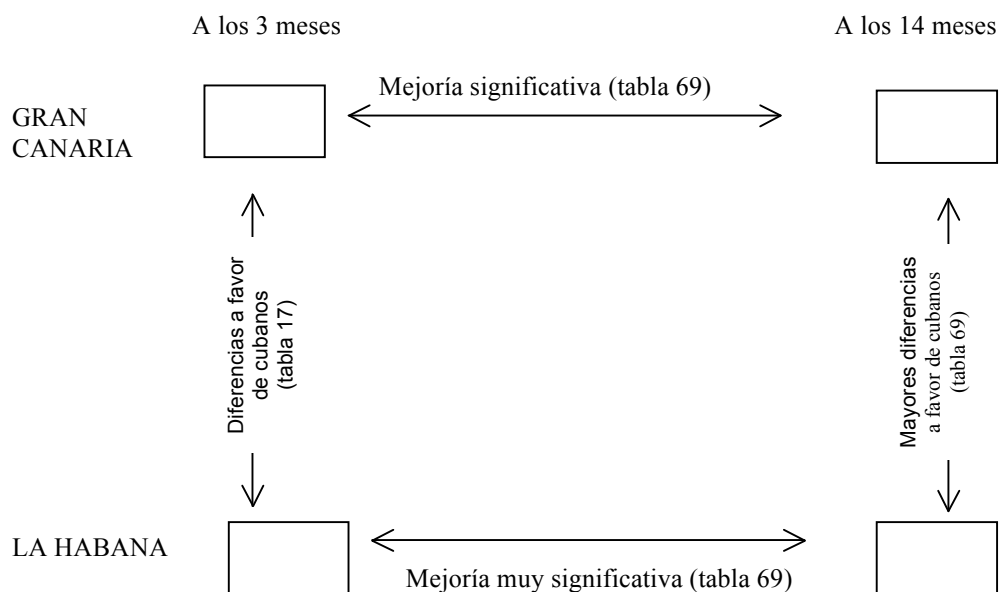 A los 3 meses
A los 14 meses
GRAN
CANARIA
Mejoría significativa (tabla 69)
Diferencias a favor
de cubanos
(tabla 17)
Mayores diferencias
a favor de cubanos
(tabla 69)
LA HABANA
Mejoría muy significativa (tabla 69)